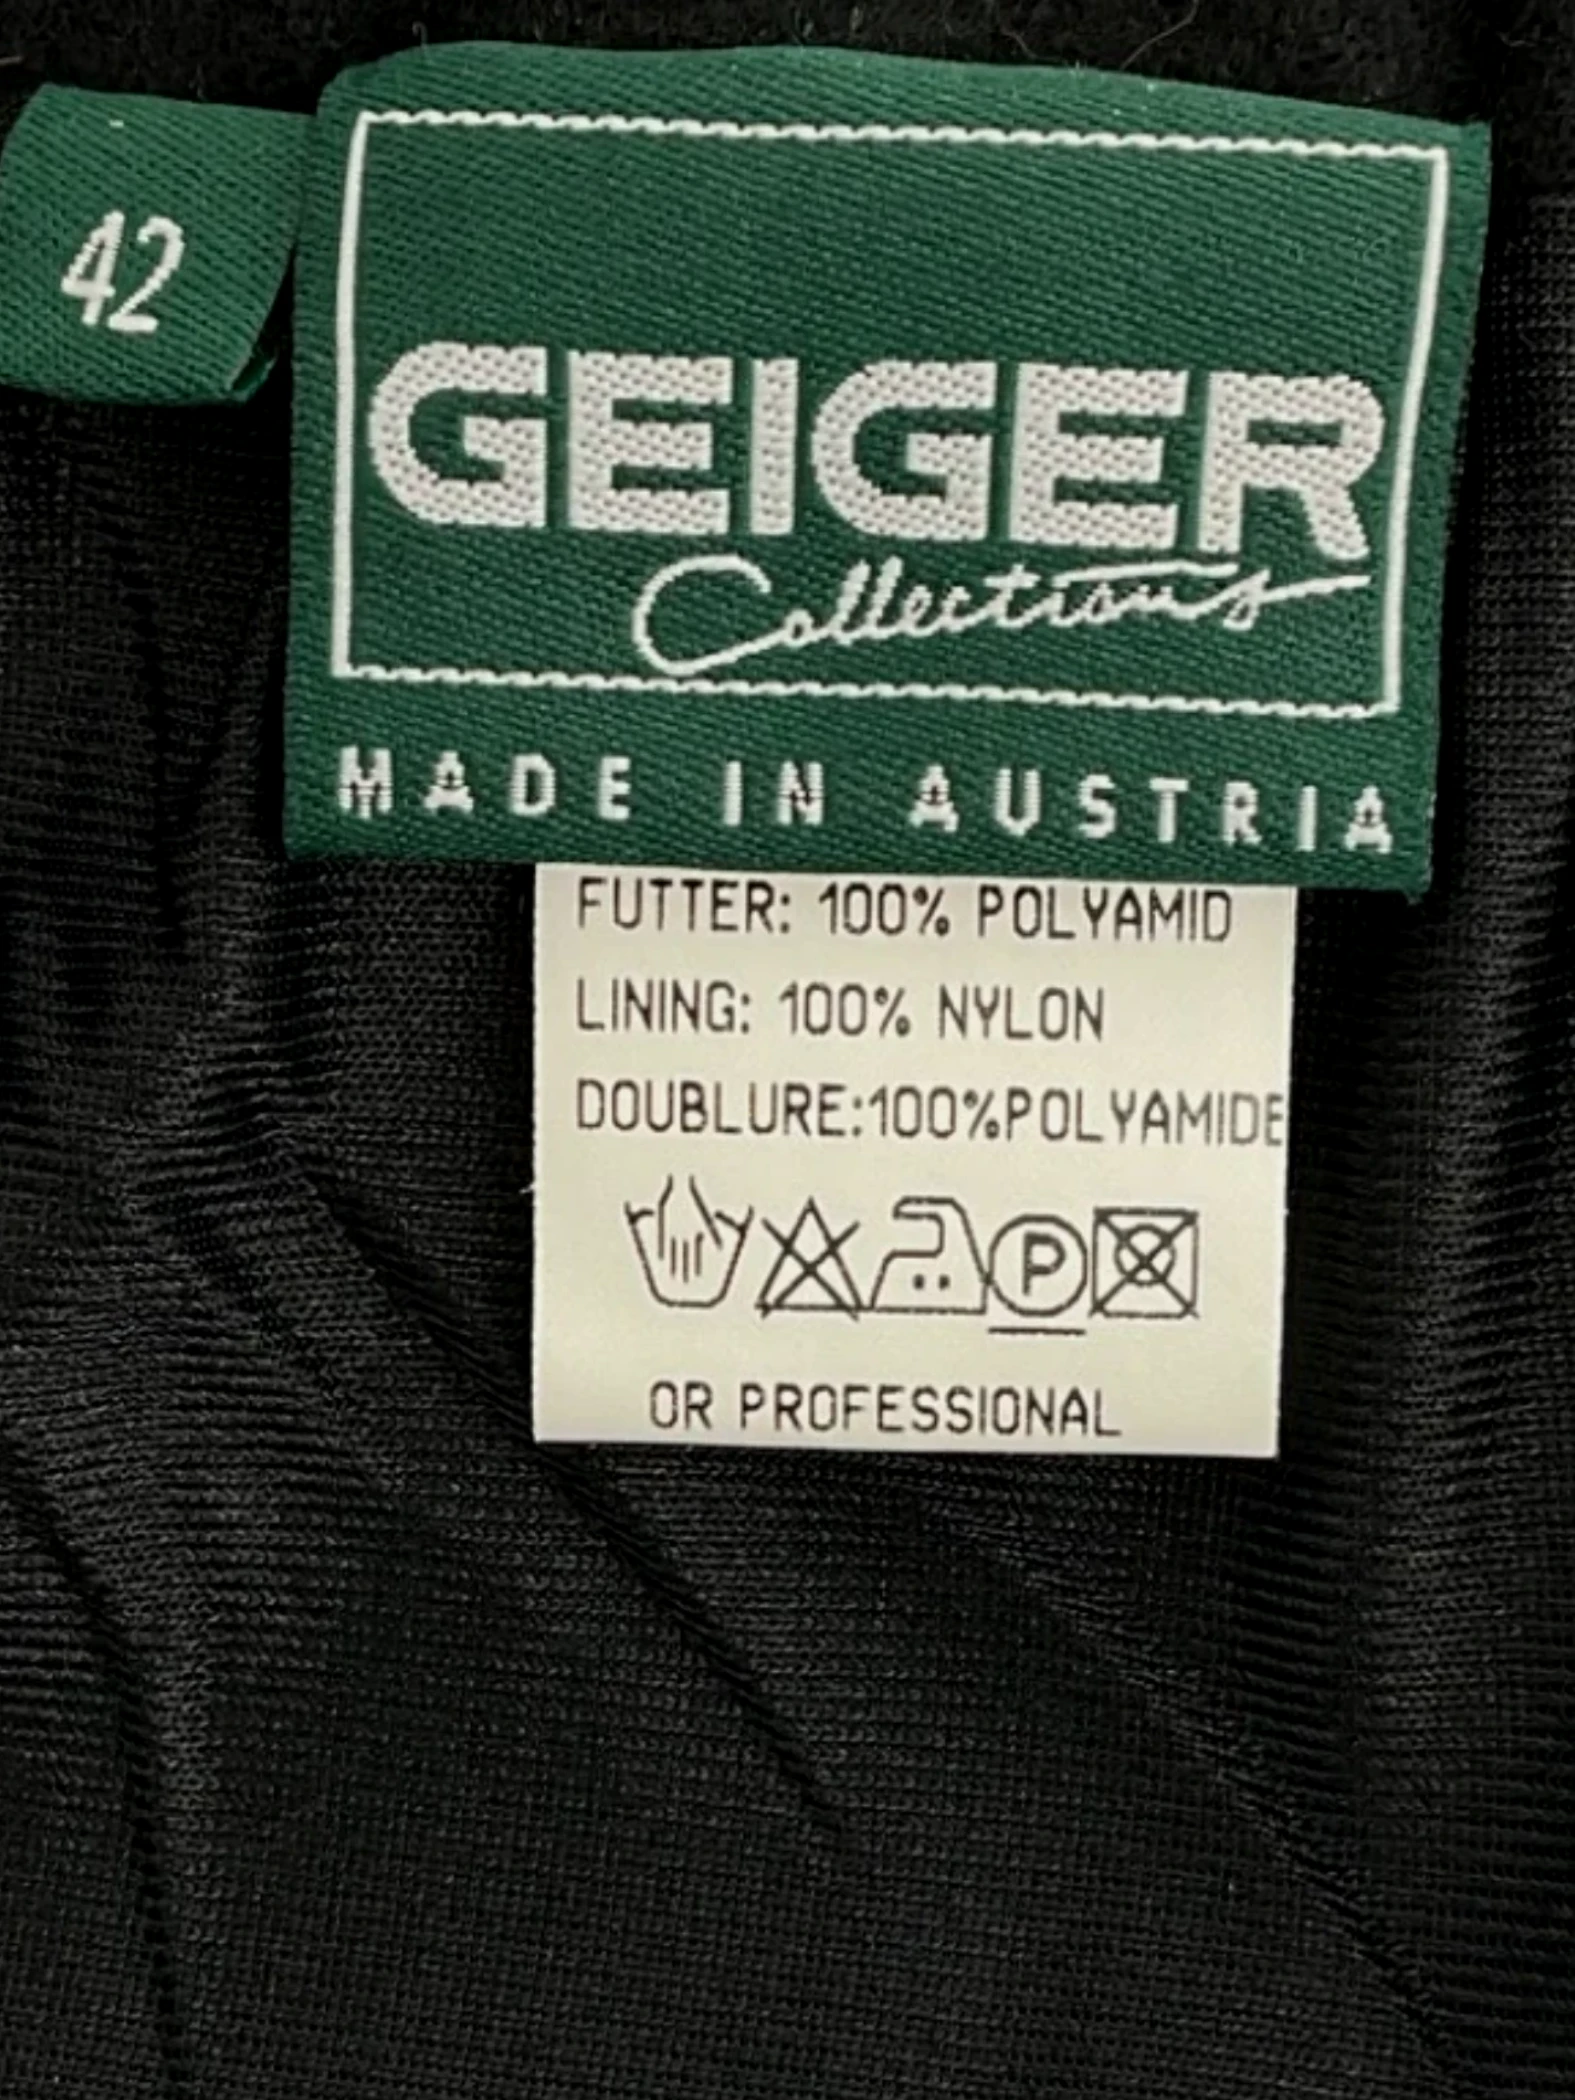 42
GEIGER
Collections
MADE IN AUSTRIA
FUTTER: 100% POLYAMID
LINING: 100% NYLON
DOUBLURE:100%POLYAMIDE
P
OR PROFESSIONAL